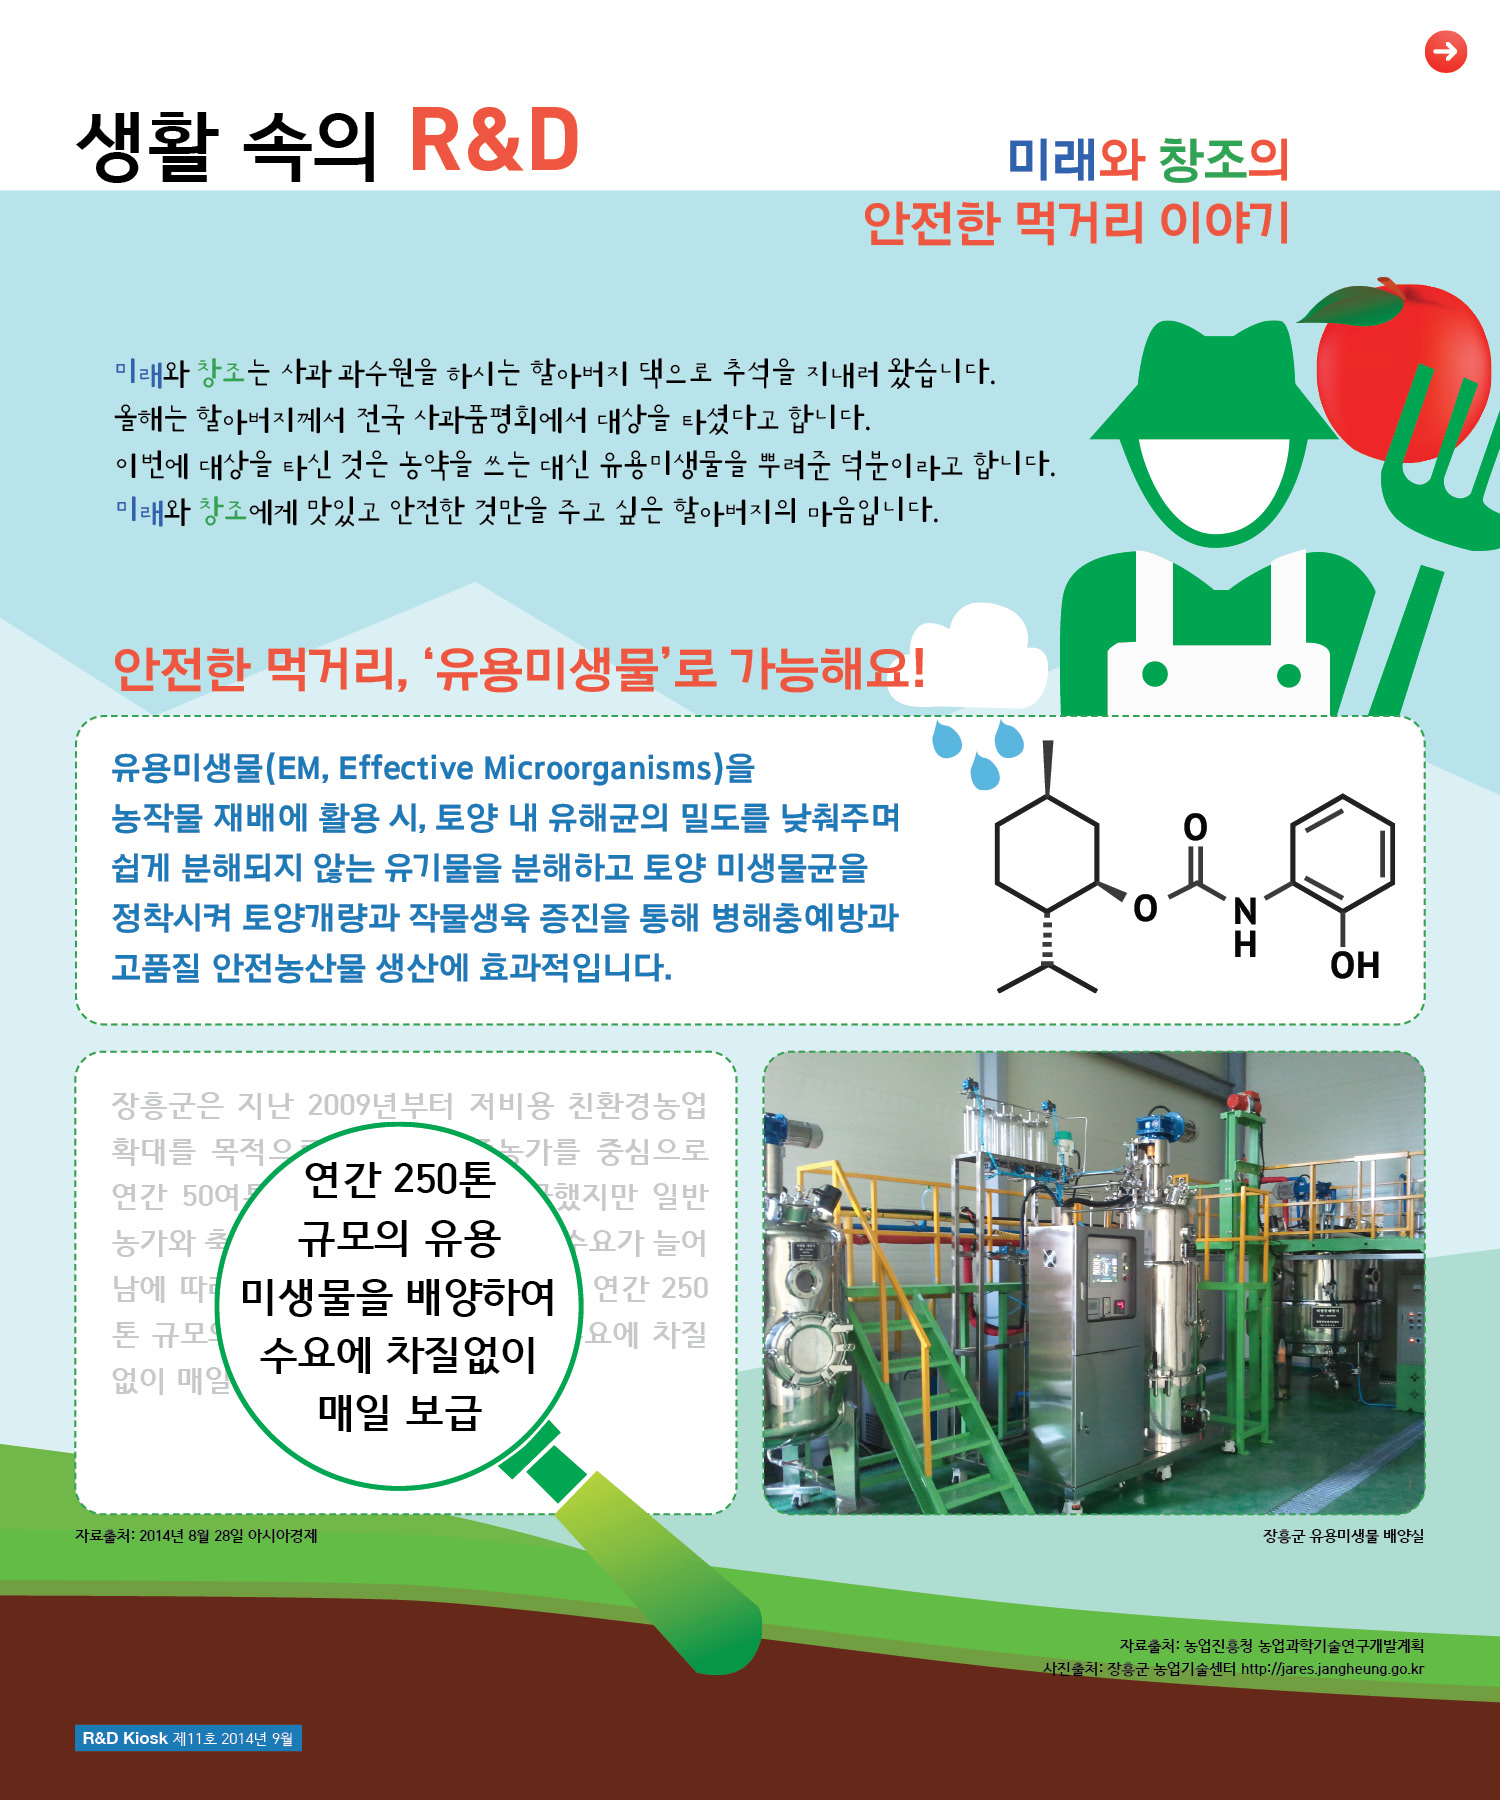 생활 속의 R&D
미래와 창조의
안전한 먹거리 이야기
미래와 창조는 사과 과수원을 하시는 할아버지 댁으로 추석을 지내러 왔습니다.
올해는 할아버지께서 전국 사과품평회에서 대상을 타셨다고 합니다.
이번에 대상을 타신 것은 농약을 쓰는 대신 유용미생물을 뿌려준 덕분이라고 합니다.
미래와 창조에게 맛있고 안전한 것만을 주고 싶은 할아버지의 마음입니다.
안전한 먹거리, ‘유용미생물’로 가능해요!
유용미생물(EM, Effective Microorganisms)을
농작물 재배에 활용 시, 토양 내 유해균의 밀도를 낮춰주며
쉽게 분해되지 않는 유기물을 분해하고 토양 미생물균을
정착시켜 토양개량과 작물생육 증진을 통해 병해충예방과
고품질 안전농산물 생산에 효과적입니다.
O
O
N
H
OH
장흥군은 지난 2009년부터 저비용 친환경농업
확대를 목적으로 농가를 중심으로
연간 50여톤 했지만 일반
농가와 수요가 늘어
남에 따라 연간 250
톤 규모의 수요에 차질
없이 매일
연간 250톤
규모의 유용
미생물을 배양하여
수요에 차질없이
매일 보급
자료출처: 2014년 8월 28일 아시아경제
장흥군 유용미생물 배양실
자료출처: 농업진흥청 농업과학기술연구개발계획
사진출처: 장흥군 농업기술센터 http://jares.jangheung.go.kr
R&D Kiosk 제11호 2014년 9월